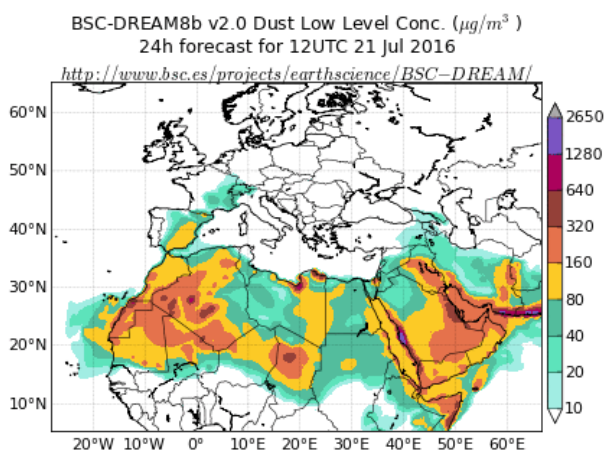 BSC-DREAM8b v2.0 Dust Low Level Conc. (μg/m³ )
24h forecast for 12UTC 21 Jul 2016
http://www.bsc.es/projects/earthscience/BSC−DREAM/
60°N
50°N
40°N
30°N
20°N
10°N
20°W 10°W 0° 10°E 20°E 30°E 40°E 50°E 60°E
2650
1280
640
320
160
80
40
20
10